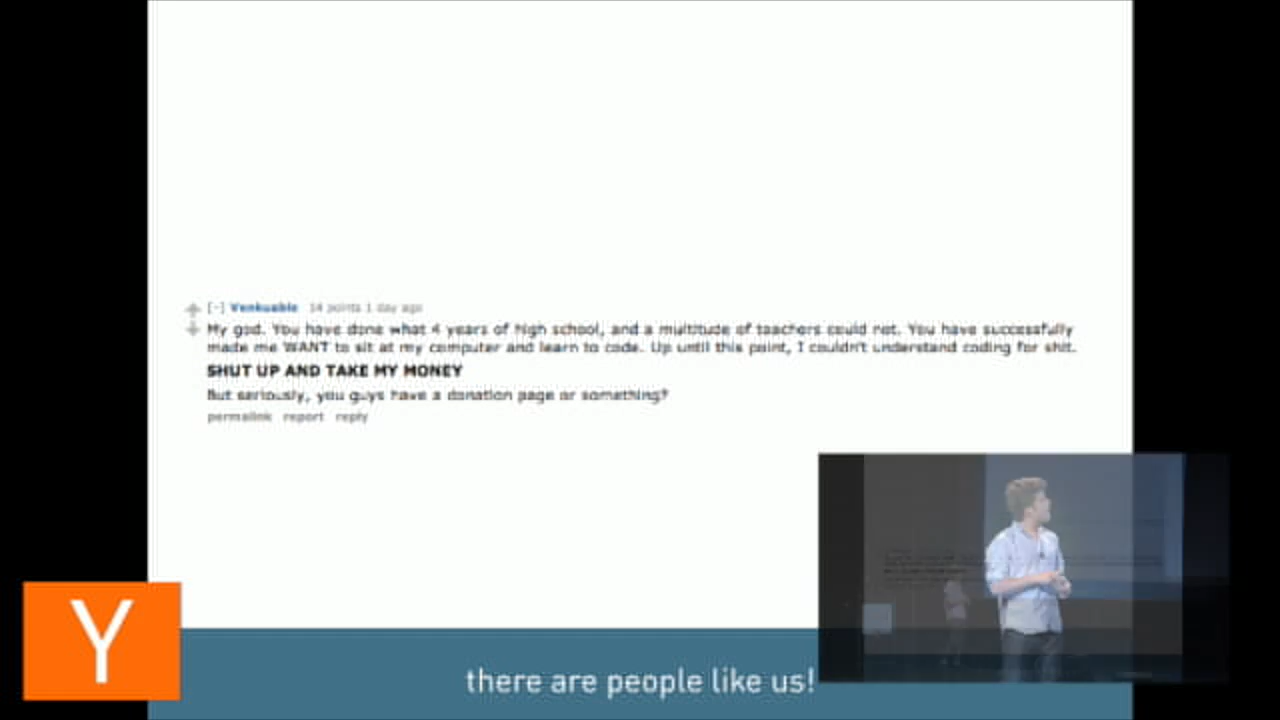 [-] Venkuable 14 points 1 day ago
My god. You have done what 4 years of high school, and a multitude of teachers could not. You have successfully
made me WANT to sit at my computer and learn to code. Up until this point, I couldn't understand coding for shit.
SHUT UP AND TAKE MY MONEY
But seriously, you guys have a donation page or something?
permalink report reply
Y
there are people like us!